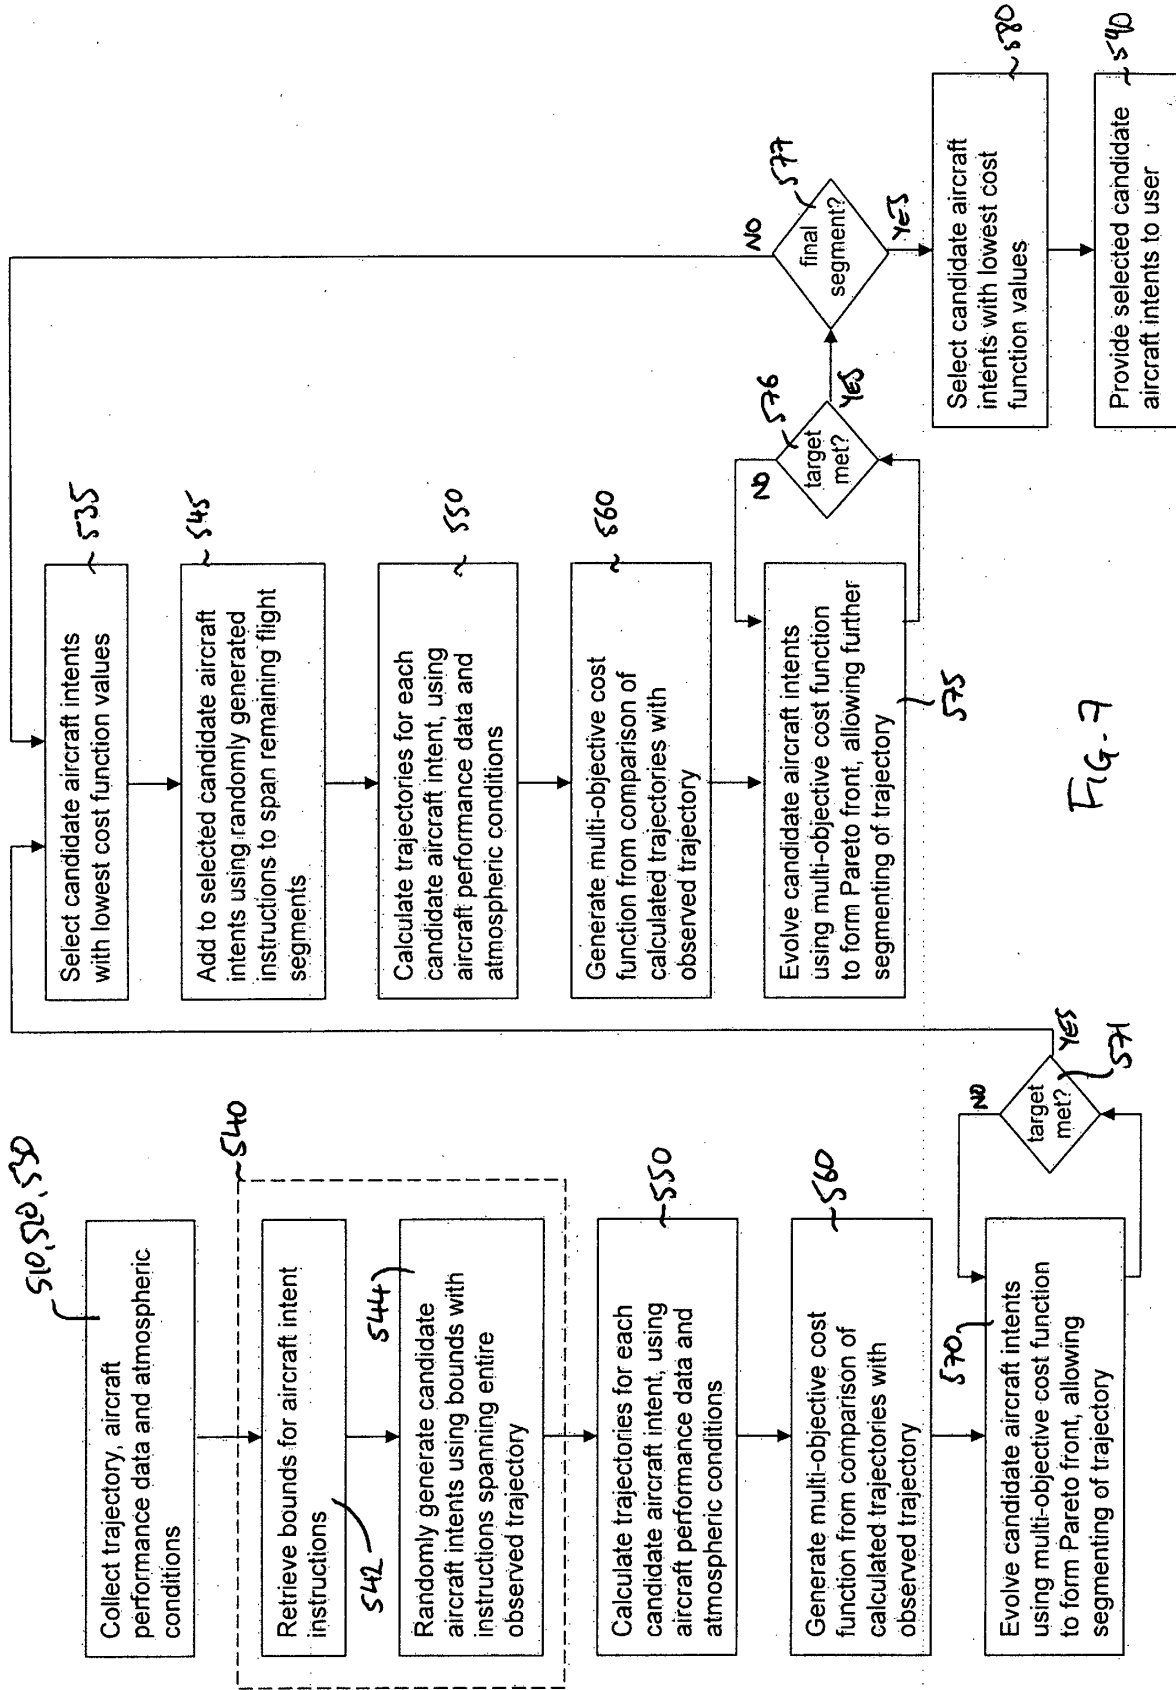 510, 520, 530
Collect trajectory, aircraft
performance data and atmospheric
conditions
540
Retrieve bounds for aircraft intent
instructions
542
544
Randomly generate candidate
aircraft intents using bounds with
instructions spanning entire
observed trajectory
Calculate trajectories for each
candidate aircraft intent, using
aircraft performance data and
atmospheric conditions
550
Generate multi-objective cost
function from comparison of
calculated trajectories with
observed trajectory
560
570
Evolve candidate aircraft intents
using multi-objective cost function
to form Pareto front, allowing
segmenting of trajectory
NO
target
met?
YES
571
Select candidate aircraft intents
with lowest cost function values
535
Add to selected candidate aircraft
intents using randomly generated
instructions to span remaining flight
segments
545
Calculate trajectories for each
candidate aircraft intent, using
aircraft performance data and
atmospheric conditions
550
Generate multi-objective cost
function from comparison of
calculated trajectories with
observed trajectory
560
Evolve candidate aircraft intents
using multi-objective cost function
to form Pareto front, allowing further
segmenting of trajectory
575
NO
target
met?
576
YES
NO
final
segment?
577
YES
Select candidate aircraft
intents with lowest cost
function values
580
Provide selected candidate
aircraft intents to user
590
FIG-7